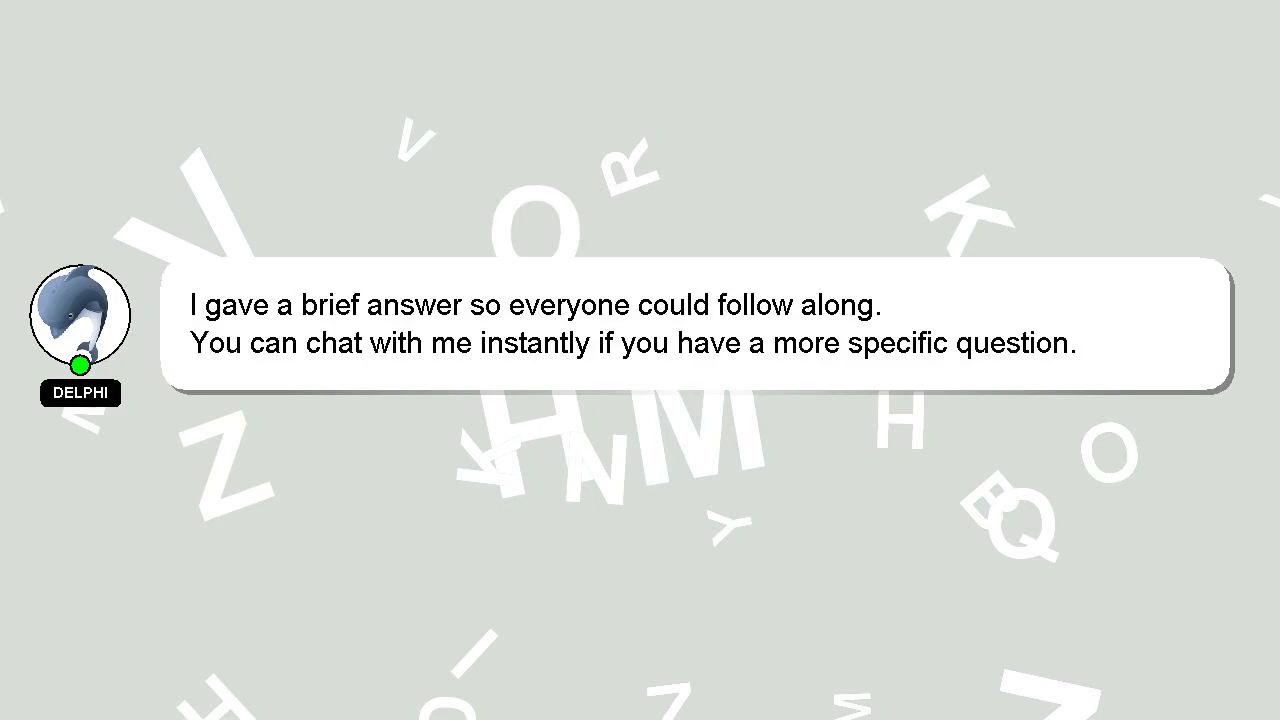 V
R
V
O
K
I gave a brief answer so everyone could follow along.
You can chat with me instantly if you have a more specific question.
DELPHI
N
Z
K
H
N
M
H
O
B
Q
Y
I
H
O
N
M